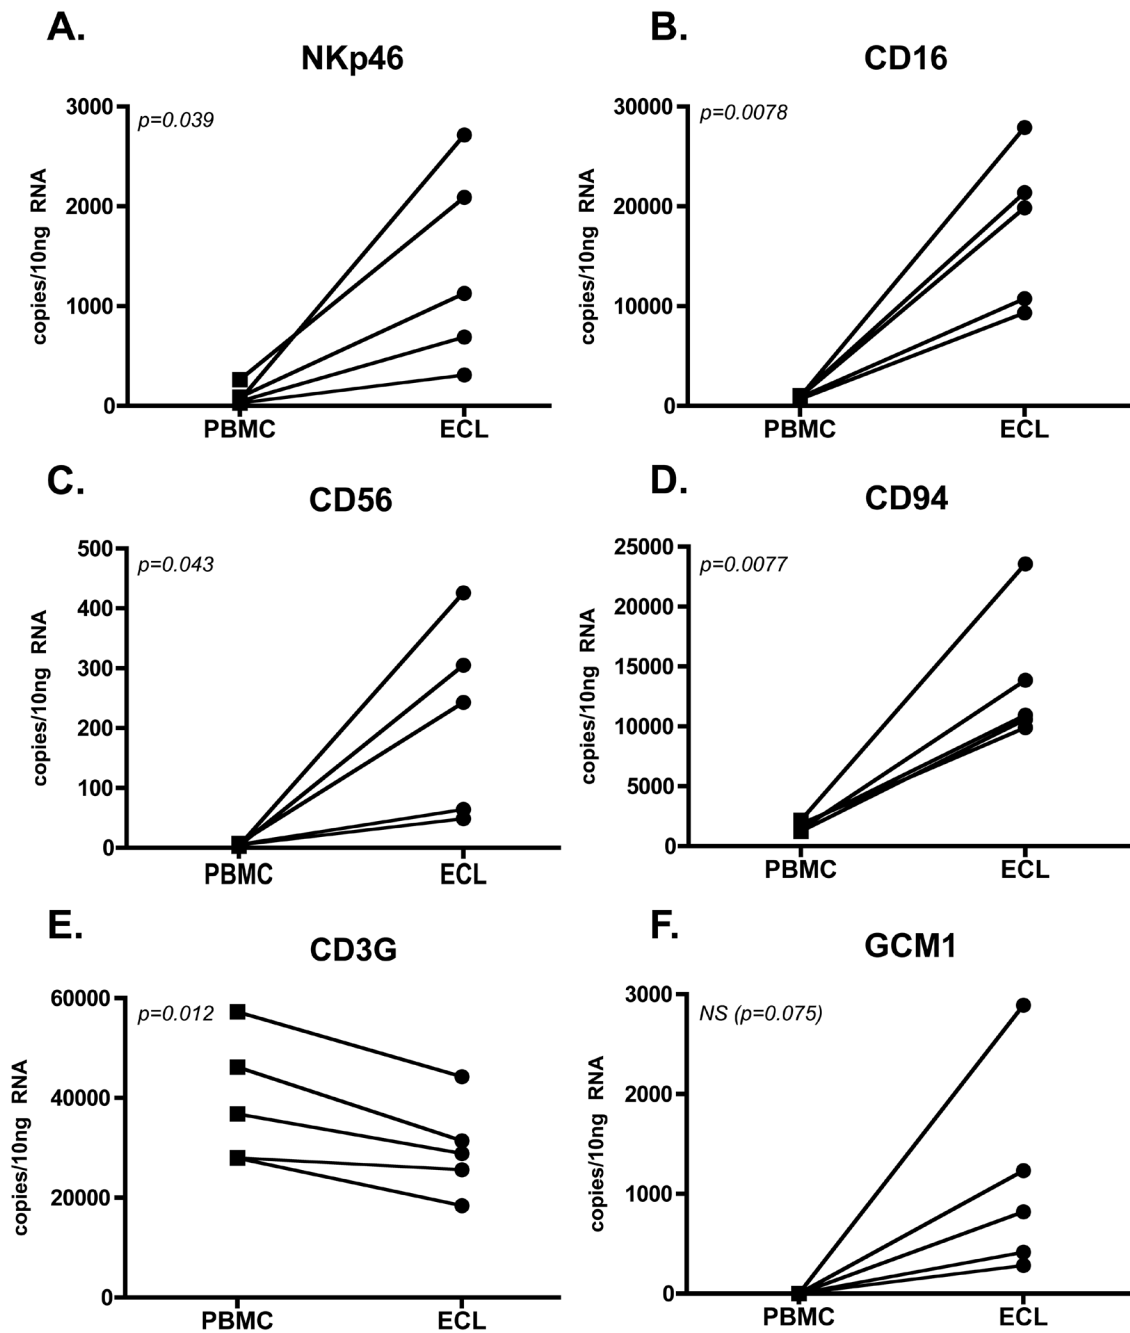 A.
NKp46
p=0.039
copies/10ng RNA
3000
2000
1000
0
PBMC
ECL
B.
CD16
p=0.0078
copies/10ng RNA
30000
20000
10000
0
PBMC
ECL
C.
CD56
p=0.043
copies/10ng RNA
500
400
300
200
100
0
PBMC
ECL
D.
CD94
p=0.0077
copies/10ng RNA
25000
20000
15000
10000
5000
0
PBMC
ECL
E.
CD3G
p=0.012
copies/10ng RNA
60000
40000
20000
0
PBMC
ECL
F.
GCM1
NS (p=0.075)
copies/10ng RNA
3000
2000
1000
0
PBMC
ECL